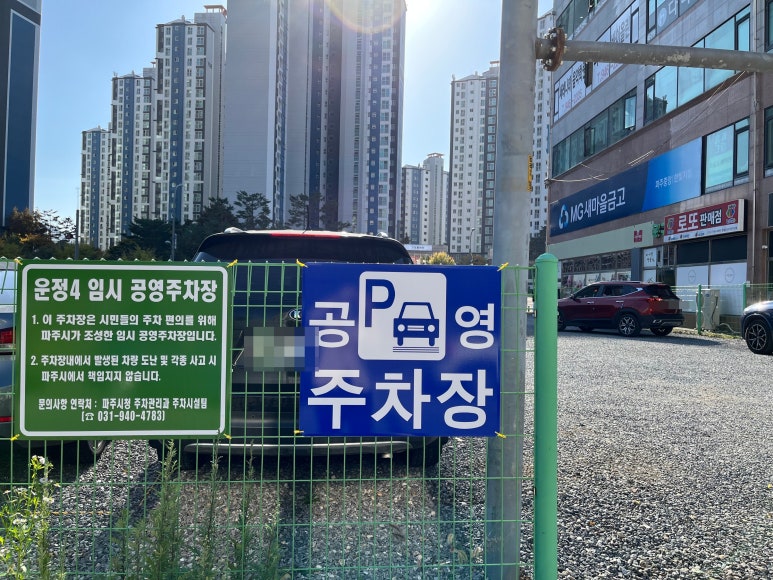 운정4 임시 공영주차장
1. 이 주차장은 시민들의 주차 편의를 위해
파주시가 조성한 임시 공영주차장입니다.
2. 주차장내에서 발생된 차량 도난 및 각종 사고 시
파주시에서 책임지지 않습니다.
문의사항 연락처 : 파주시청 주차관리과 주차시설팀
(☎ 031-940-4783)
공 P 영
주차장
MG새마을금고
로또판매점